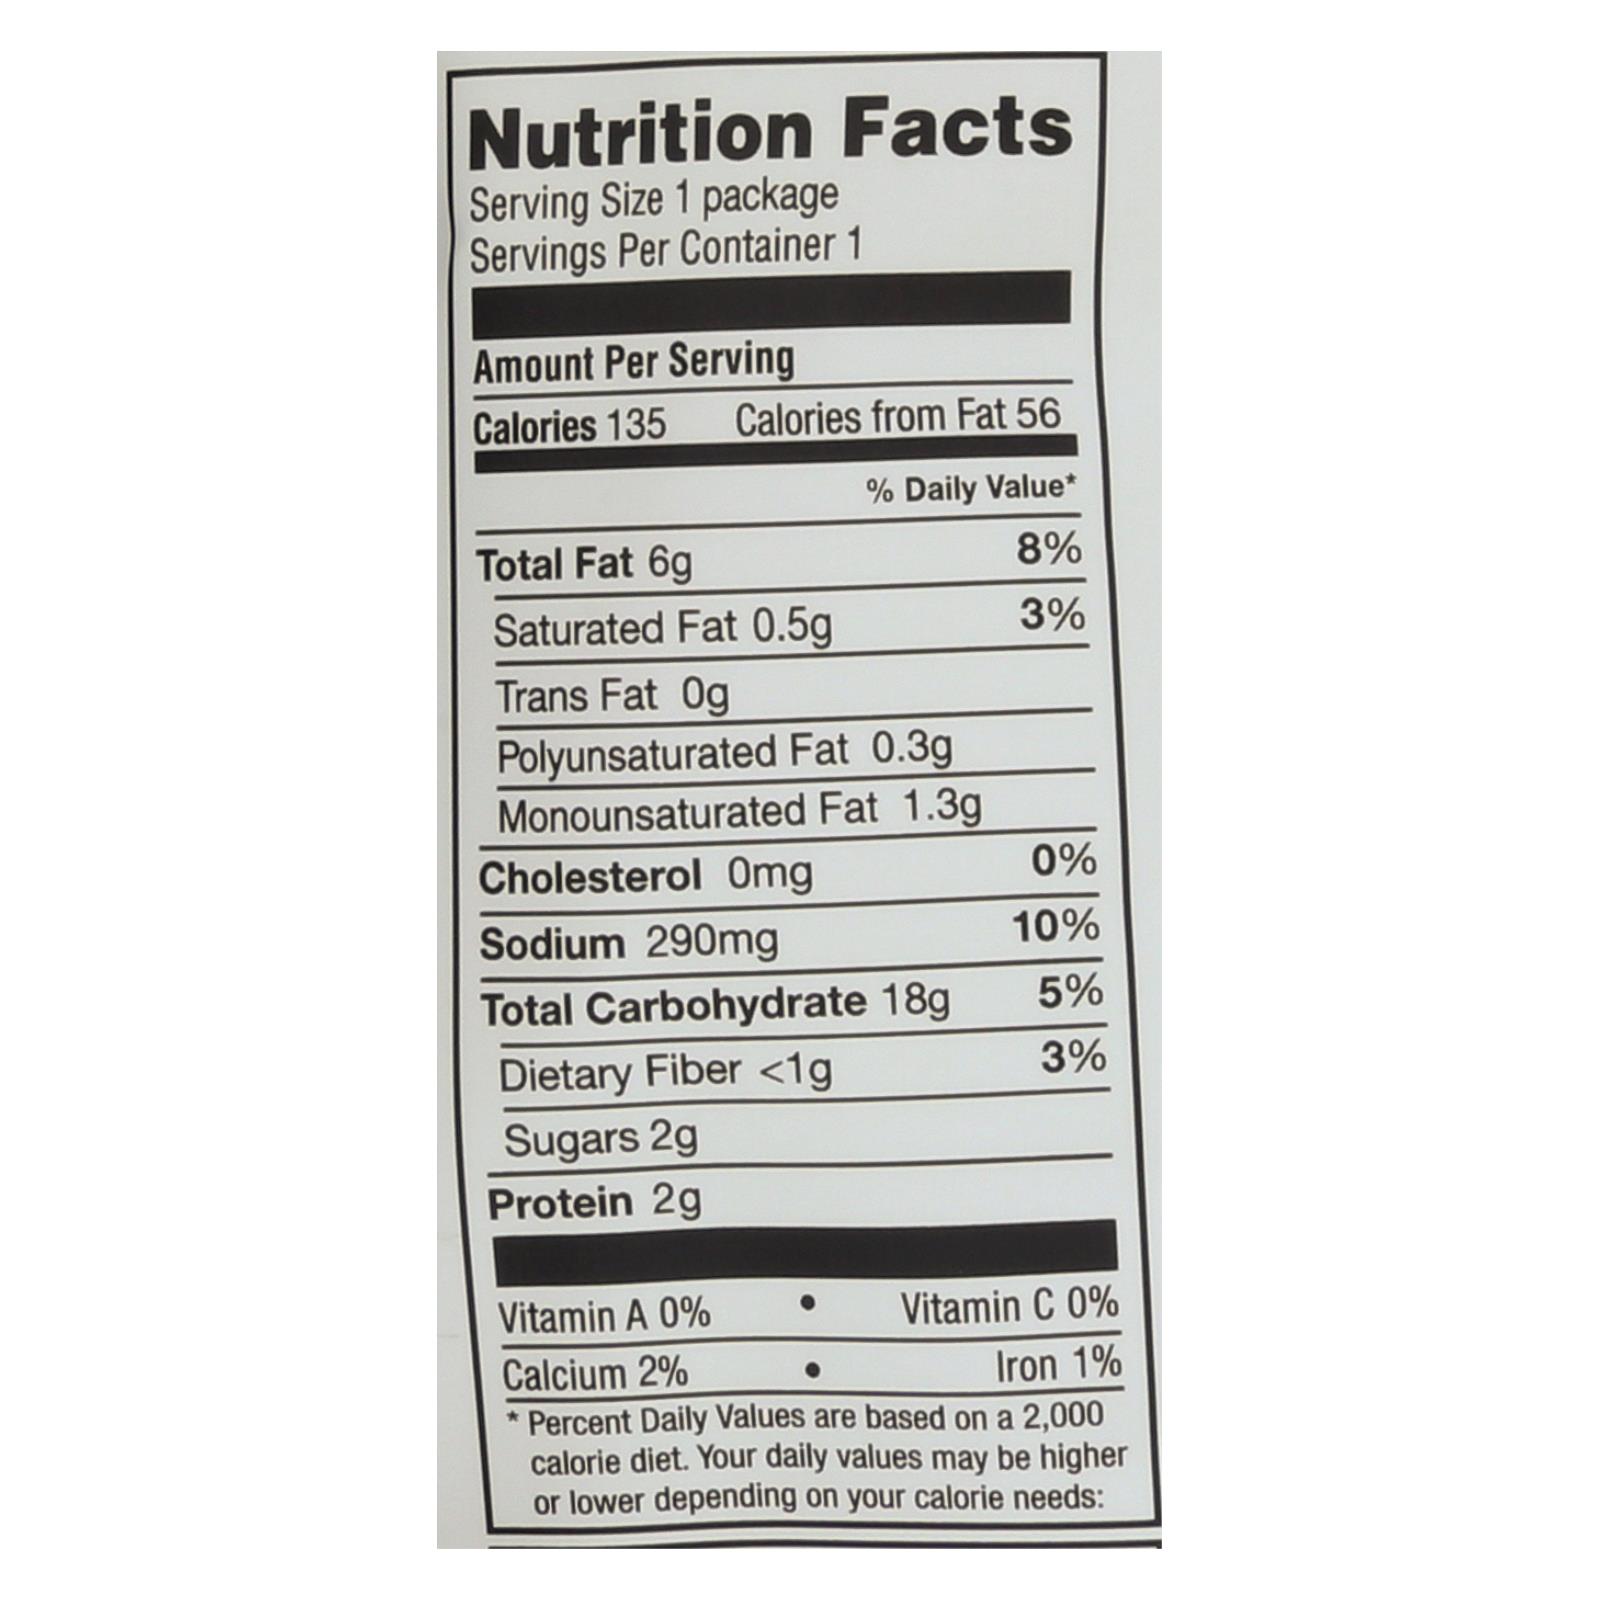 Nutrition Facts
Serving Size 1 package
Servings Per Container 1
Amount Per Serving
Calories 135 Calories from Fat 56
% Daily Value*
Total Fat 6g 8%
Saturated Fat 0.5g 3%
Trans Fat 0g
Polyunsaturated Fat 0.3g
Monounsaturated Fat 1.3g
Cholesterol 0mg 0%
Sodium 290mg 10%
Total Carbohydrate 18g 5%
Dietary Fiber <1g 3%
Sugars 2g
Protein 2g
Vitamin A 0% • Vitamin C 0%
Calcium 2% • Iron 1%
* Percent Daily Values are based on a 2,000
calorie diet. Your daily values may be higher
or lower depending on your calorie needs: